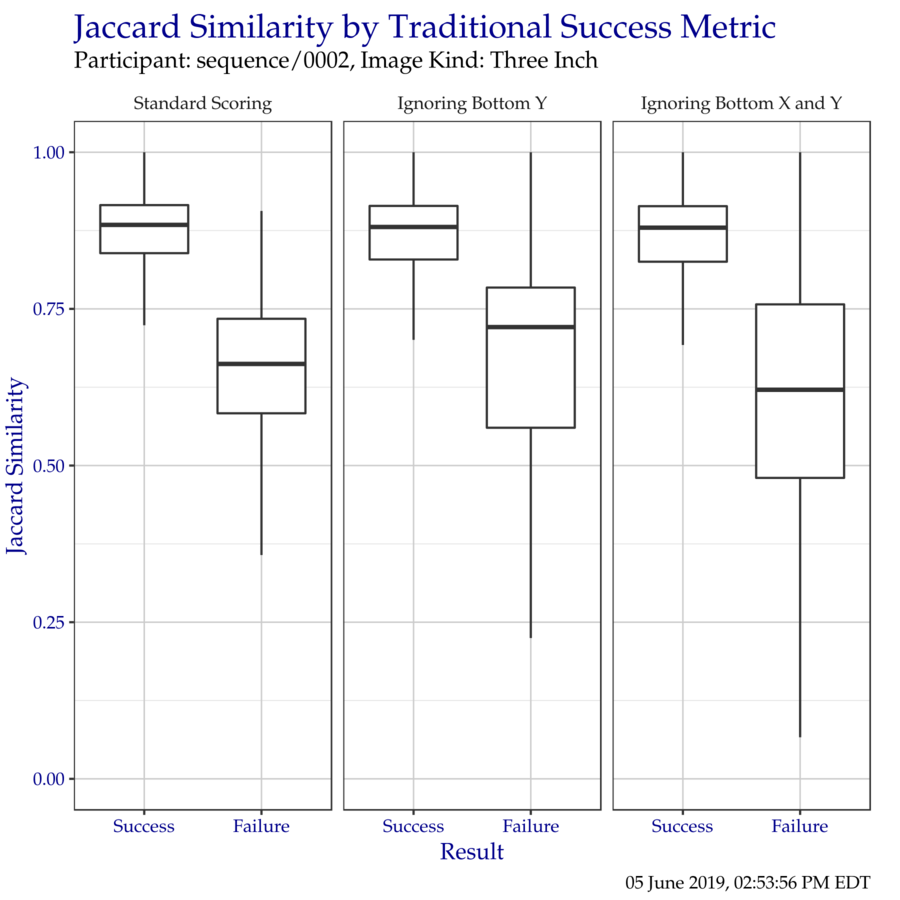 Jaccard Similarity by Traditional Success Metric
Participant: sequence/0002, Image Kind: Three Inch
Standard Scoring
Ignoring Bottom Y
Ignoring Bottom X and Y
Jaccard Similarity
1.00
0.75
0.50
0.25
0.00
Success Failure
Success Failure
Success Failure
Result
05 June 2019, 02:53:56 PM EDT